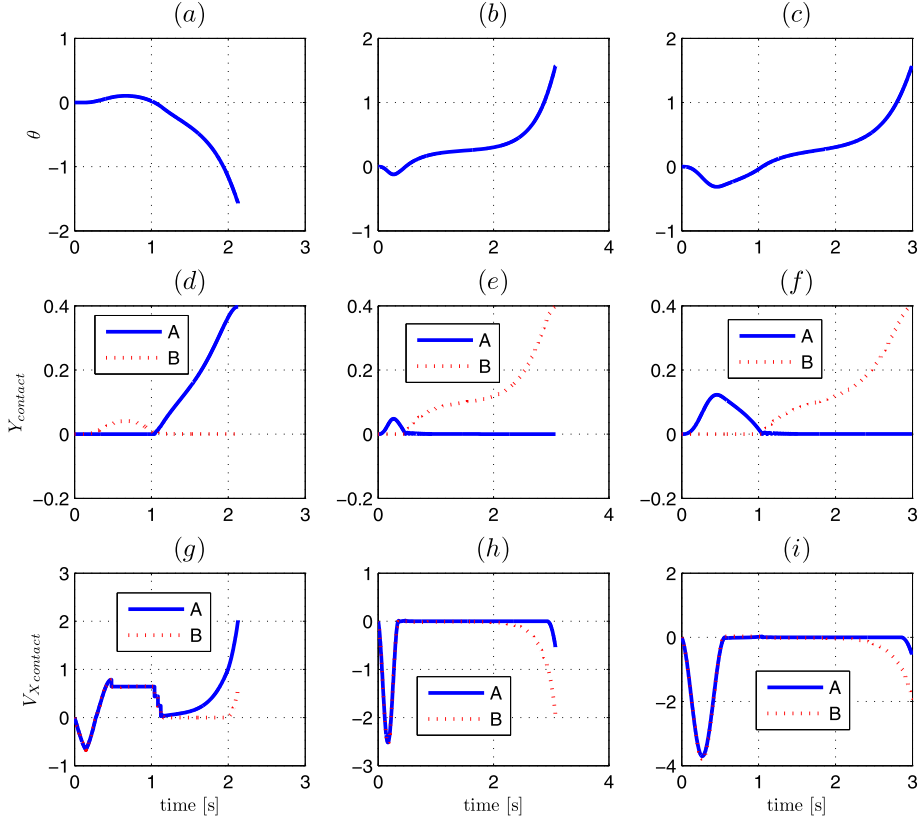 (a) (b) (c)
1 2 2
0 1 1
θ
−1 0 0
−2 −1 −1
0 1 2 3 0 2 4 0 1 2 3
(d) (e) (f)
0.4 0.4 0.4
A A A
B B B
0.2 0.2 0.2
Y contact
0 0 0
−0.2 −0.2 −0.2
0 1 2 3 0 2 4 0 1 2 3
(g) (h) (i)
3 1 2
A
B
2 0 0
V X contact
1 −1 −2
A A
B B
0 −2
−1 −3 −4
0 1 2 3 0 2 4 0 1 2 3
time [s] time [s] time [s]